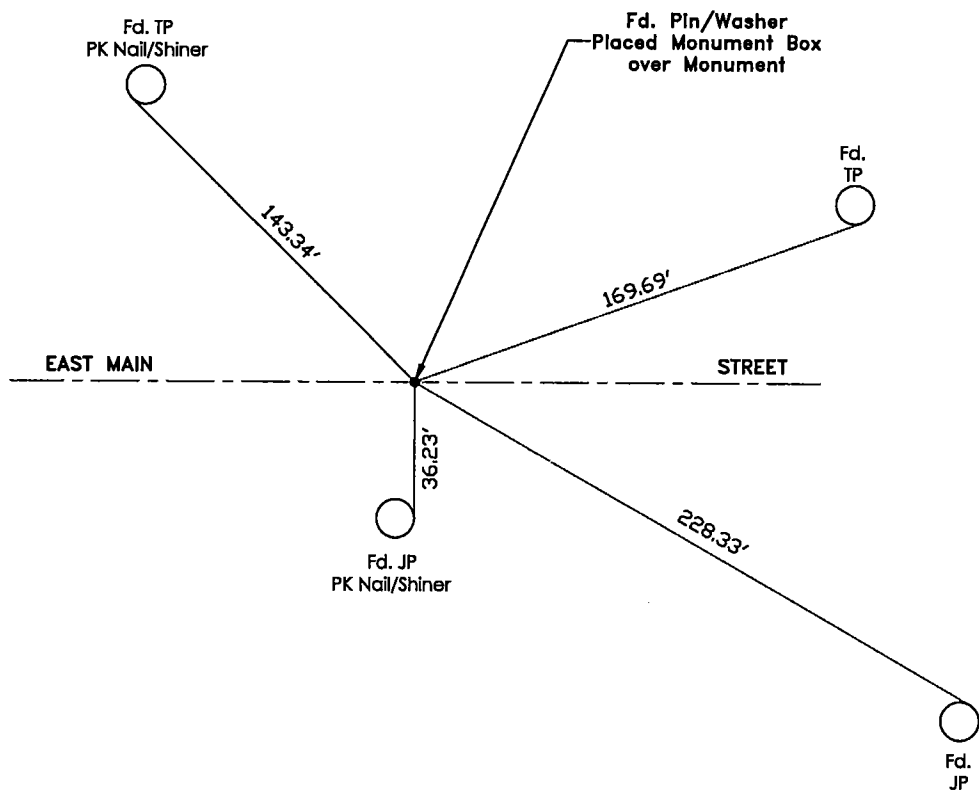 Fd. TP
PK Nail/Shiner
Fd. Pin/Washer
Placed Monument Box
over Monument
Fd.
TP
143.34'
169.69'
EAST MAIN
STREET
36.23'
228.33'
Fd. JP
PK Nail/Shiner
Fd.
JP